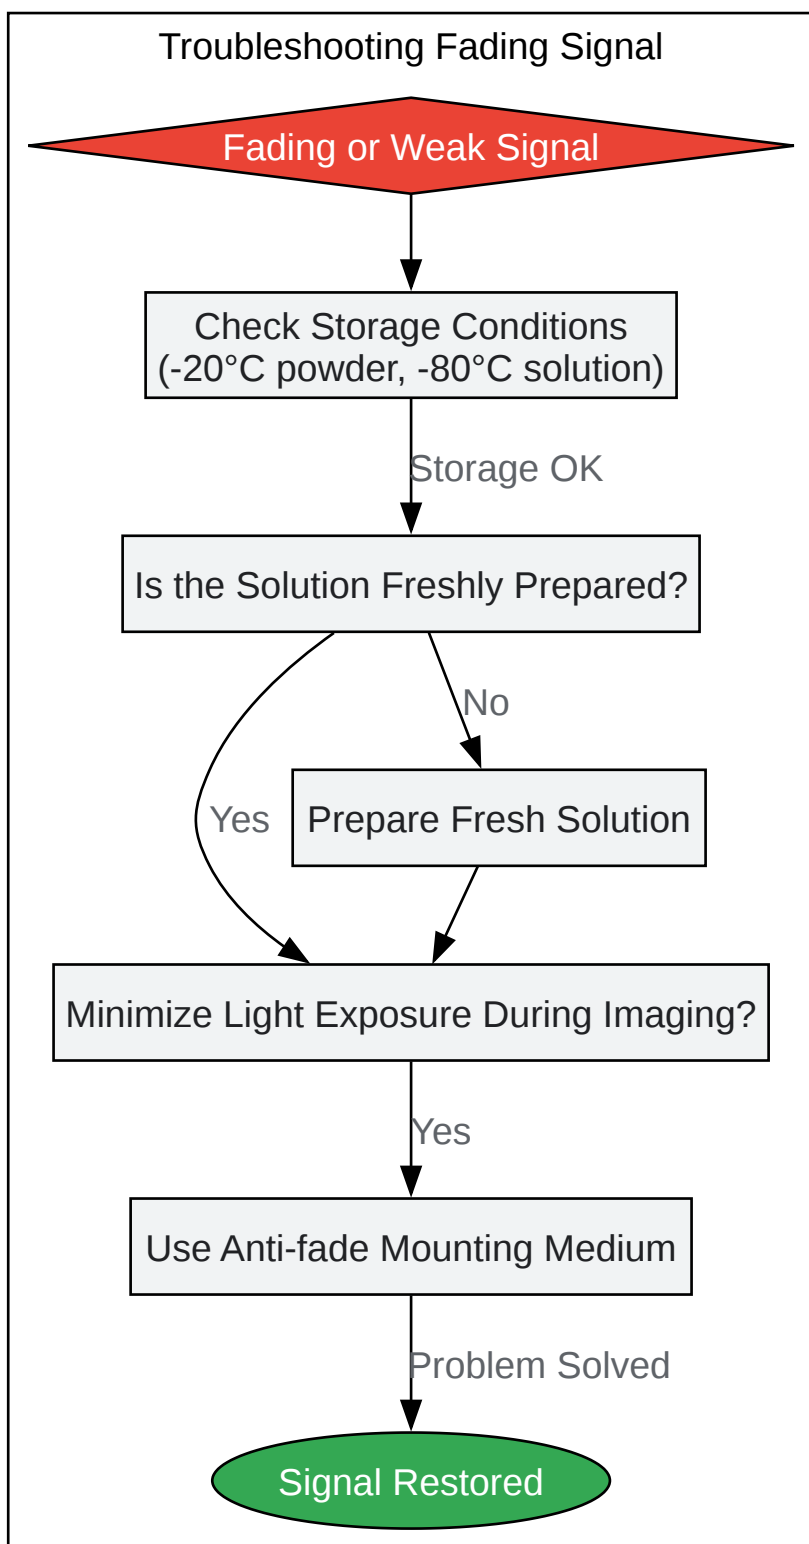 Troubleshooting Fading Signal
Fading or Weak Signal
Check Storage Conditions
(-20°C powder, -80°C solution)
Storage OK
Is the Solution Freshly Prepared?
No
Yes
Prepare Fresh Solution
Minimize Light Exposure During Imaging?
Yes
Use Anti-fade Mounting Medium
Problem Solved
Signal Restored